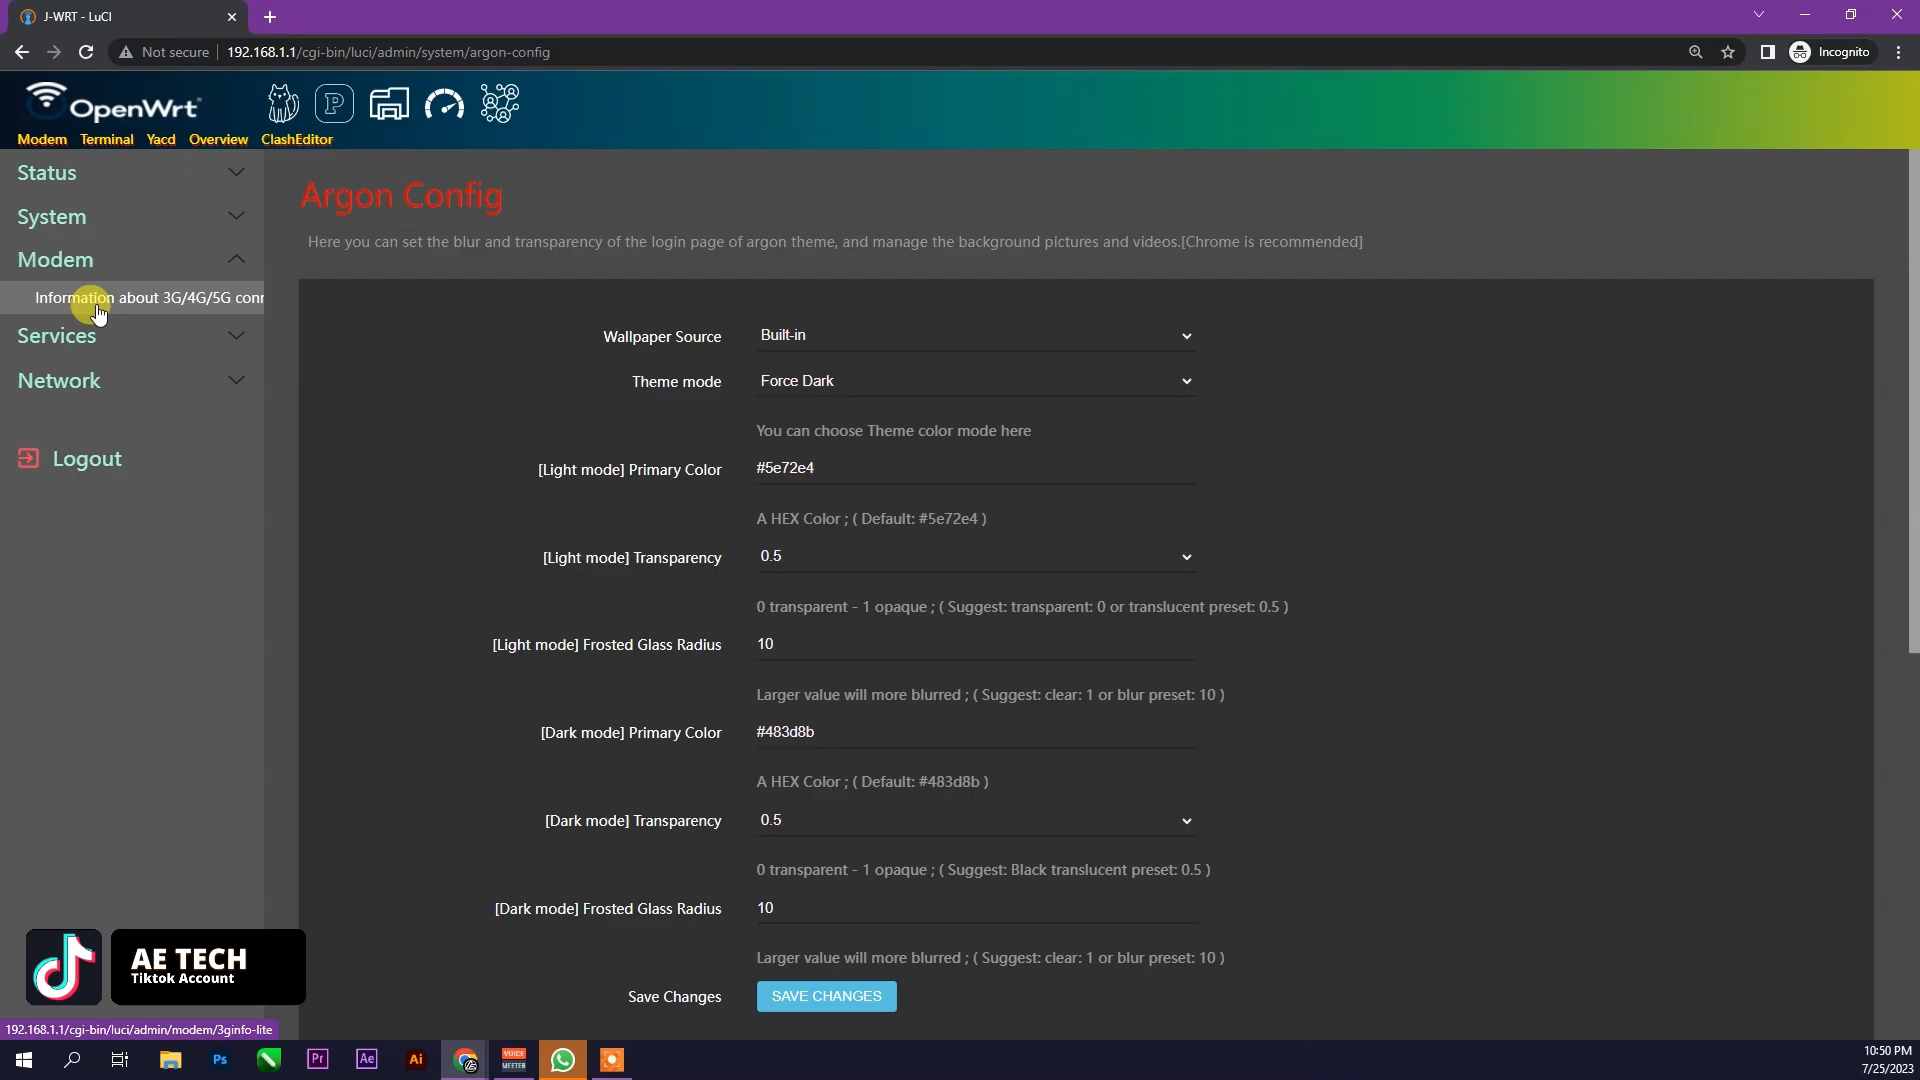 J-WRT - LuCI
Not secure
192.168.1.1/cgi-bin/luci/admin/system/argon-config
Incognito
OpenWrt
P
Modem Terminal Yacd Overview ClashEditor
Status
System
Modem
Information about 3G/4G/5G conn
Services
Network
Logout
Argon Config
Here you can set the blur and transparency of the login page of argon theme, and manage the background pictures and videos.[Chrome is recommended]
Wallpaper Source Built-in
Theme mode Force Dark
You can choose Theme color mode here
[Light mode] Primary Color #5e72e4
A HEX Color ; ( Default: #5e72e4 )
[Light mode] Transparency 0.5
0 transparent - 1 opaque ; ( Suggest: transparent: 0 or translucent preset: 0.5 )
[Light mode] Frosted Glass Radius 10
Larger value will more blurred ; ( Suggest: clear: 1 or blur preset: 10 )
[Dark mode] Primary Color #483d8b
A HEX Color ; ( Default: #483d8b )
[Dark mode] Transparency 0.5
0 transparent - 1 opaque ; ( Suggest: Black translucent preset: 0.5 )
[Dark mode] Frosted Glass Radius 10
Larger value will more blurred ; ( Suggest: clear: 1 or blur preset: 10 )
Save Changes SAVE CHANGES
AE TECH
Tiktok Account
192.168.1.1/cgi-bin/luci/admin/modem/3ginfo-lite
Ps
Pr
Ae
Ai
VOICE
MEETER
10:50 PM
7/25/2023